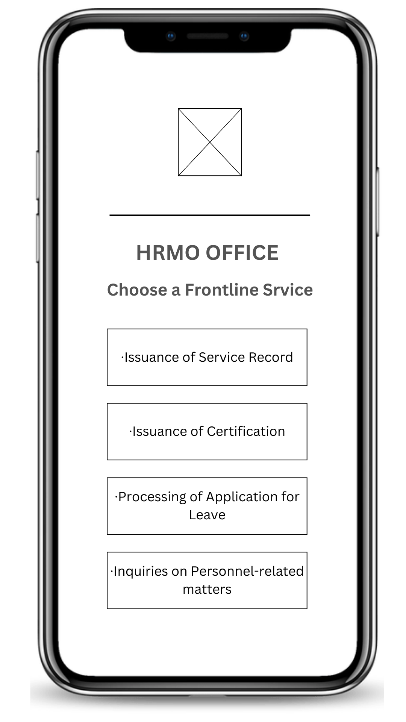 HRMO OFFICE
Choose a Frontline Srvice
·Issuance of Service Record
·Issuance of Certification
·Processing of Application for
Leave
·Inquiries on Personnel-related
matters